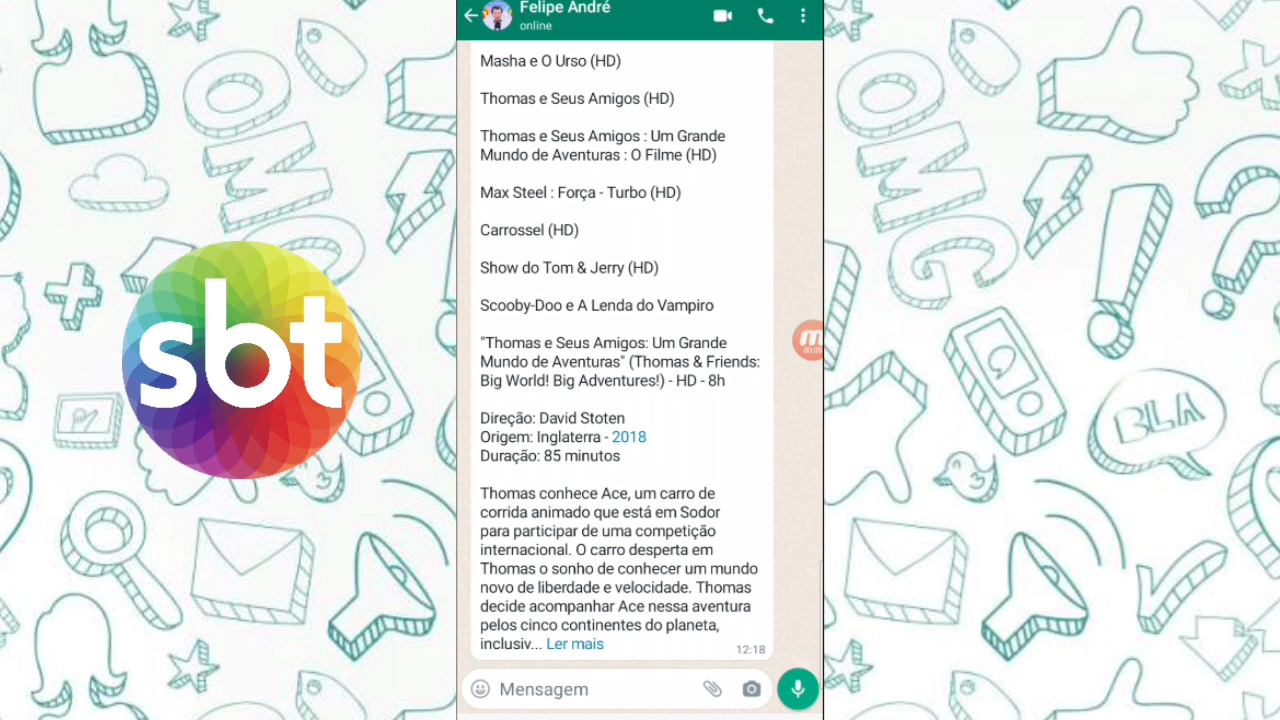 Felipe André
online
Masha e O Urso (HD)
Thomas e Seus Amigos (HD)
Thomas e Seus Amigos : Um Grande
Mundo de Aventuras : O Filme (HD)
Max Steel : Força - Turbo (HD)
Carrossel (HD)
Show do Tom & Jerry (HD)
Scooby-Doo e A Lenda do Vampiro
"Thomas e Seus Amigos: Um Grande
Mundo de Aventuras" (Thomas & Friends:
Big World! Big Adventures!) - HD - 8h
Direção: David Stoten
Origem: Inglaterra - 2018
Duração: 85 minutos
Thomas conhece Ace, um carro de
corrida animado que está em Sodor
para participar de uma competição
internacional. O carro desperta em
Thomas o sonho de conhecer um mundo
novo de liberdade e velocidade. Thomas
decide acompanhar Ace nessa aventura
pelos cinco continentes do planeta,
inclusiv... Ler mais
12:18
Mensagem
sbt
OMG
OMG
BLA
m
00:05